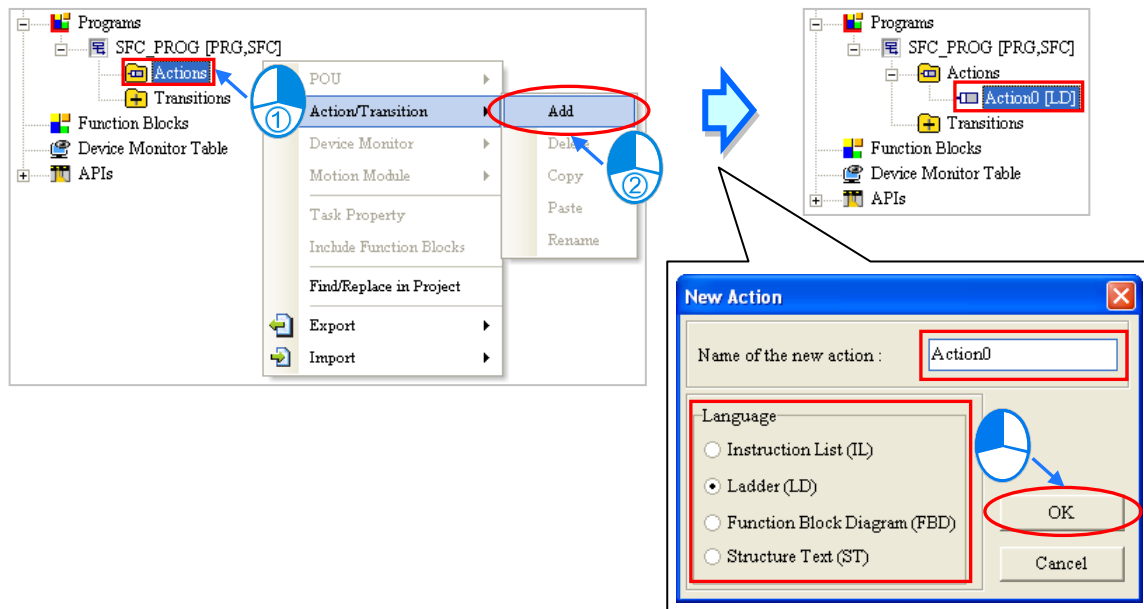 Programs
SFC_PROG [PRG,SFC]
Actions
Transitions
Function Blocks
Device Monitor Table
APIs
①
POU
Action/Transition
Device Monitor
Motion Module
Task Property
Include Function Blocks
Find/Replace in Project
Export
Import
Add
Delete
Copy
Paste
Rename
②
Programs
SFC_PROG [PRG,SFC]
Actions
Action0 [LD]
Transitions
Function Blocks
Device Monitor Table
APIs
New Action
Name of the new action : Action0
Language
Instruction List (IL)
Ladder (LD)
Function Block Diagram (FBD)
Structure Text (ST)
OK
Cancel